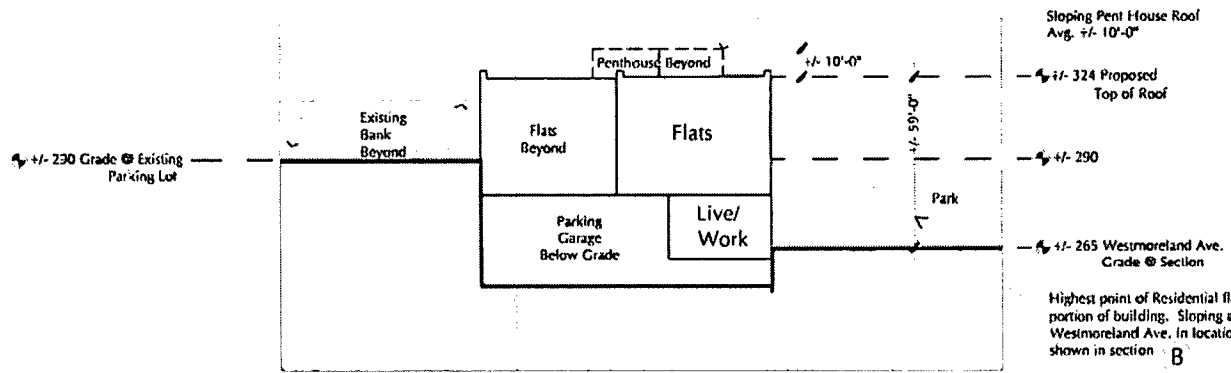 Sloping Pent House Roof
Avg. +/- 10'-0"
Penthouse Beyond
+/- 10'-0"
+/- 324 Proposed
Top of Roof
Existing
Bank
Beyond
Flats
Beyond
Flats
+/- 59'-0"
+/- 230 Grade @ Existing
Parking Lot
+/- 290
Park
Parking
Garage
Below Grade
Live/
Work
+/- 265 Westmoreland Ave.
Grade @ Section
Highest point of Residential
portion of building. Sloping
Westmoreland Ave. in
shown in section
B